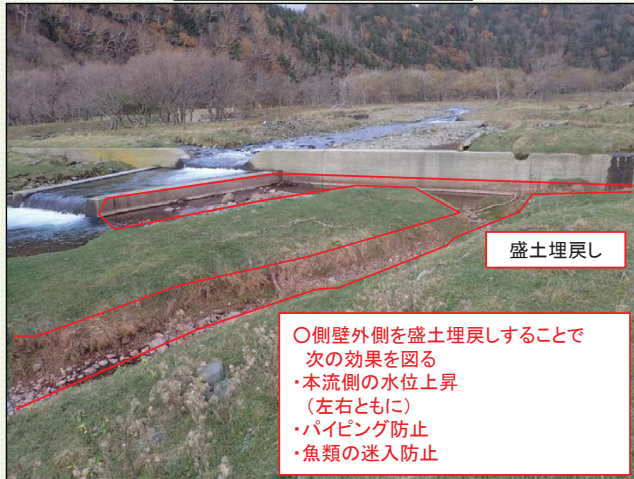 盛土埋戻し
〇側壁外側を盛土埋戻しすることで
次の効果を図る
・本流側の水位上昇
（左右ともに）
・パイピング防止
・魚類の迷入防止